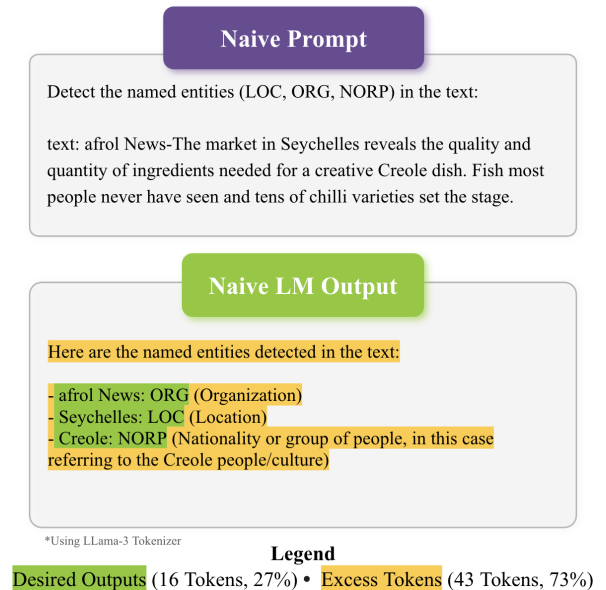 Naive Prompt
Detect the named entities (LOC, ORG, NORP) in the text:
text: afrol News-The market in Seychelles reveals the quality and
quantity of ingredients needed for a creative Creole dish. Fish most
people never have seen and tens of chilli varieties set the stage.
Naive LM Output
Here are the named entities detected in the text:
- afrol News: ORG (Organization)
- Seychelles: LOC (Location)
- Creole: NORP (Nationality or group of people, in this case
referring to the Creole people/culture)
*Using LLama-3 Tokenizer
Legend
Desired Outputs (16 Tokens, 27%) • Excess Tokens (43 Tokens, 73%)